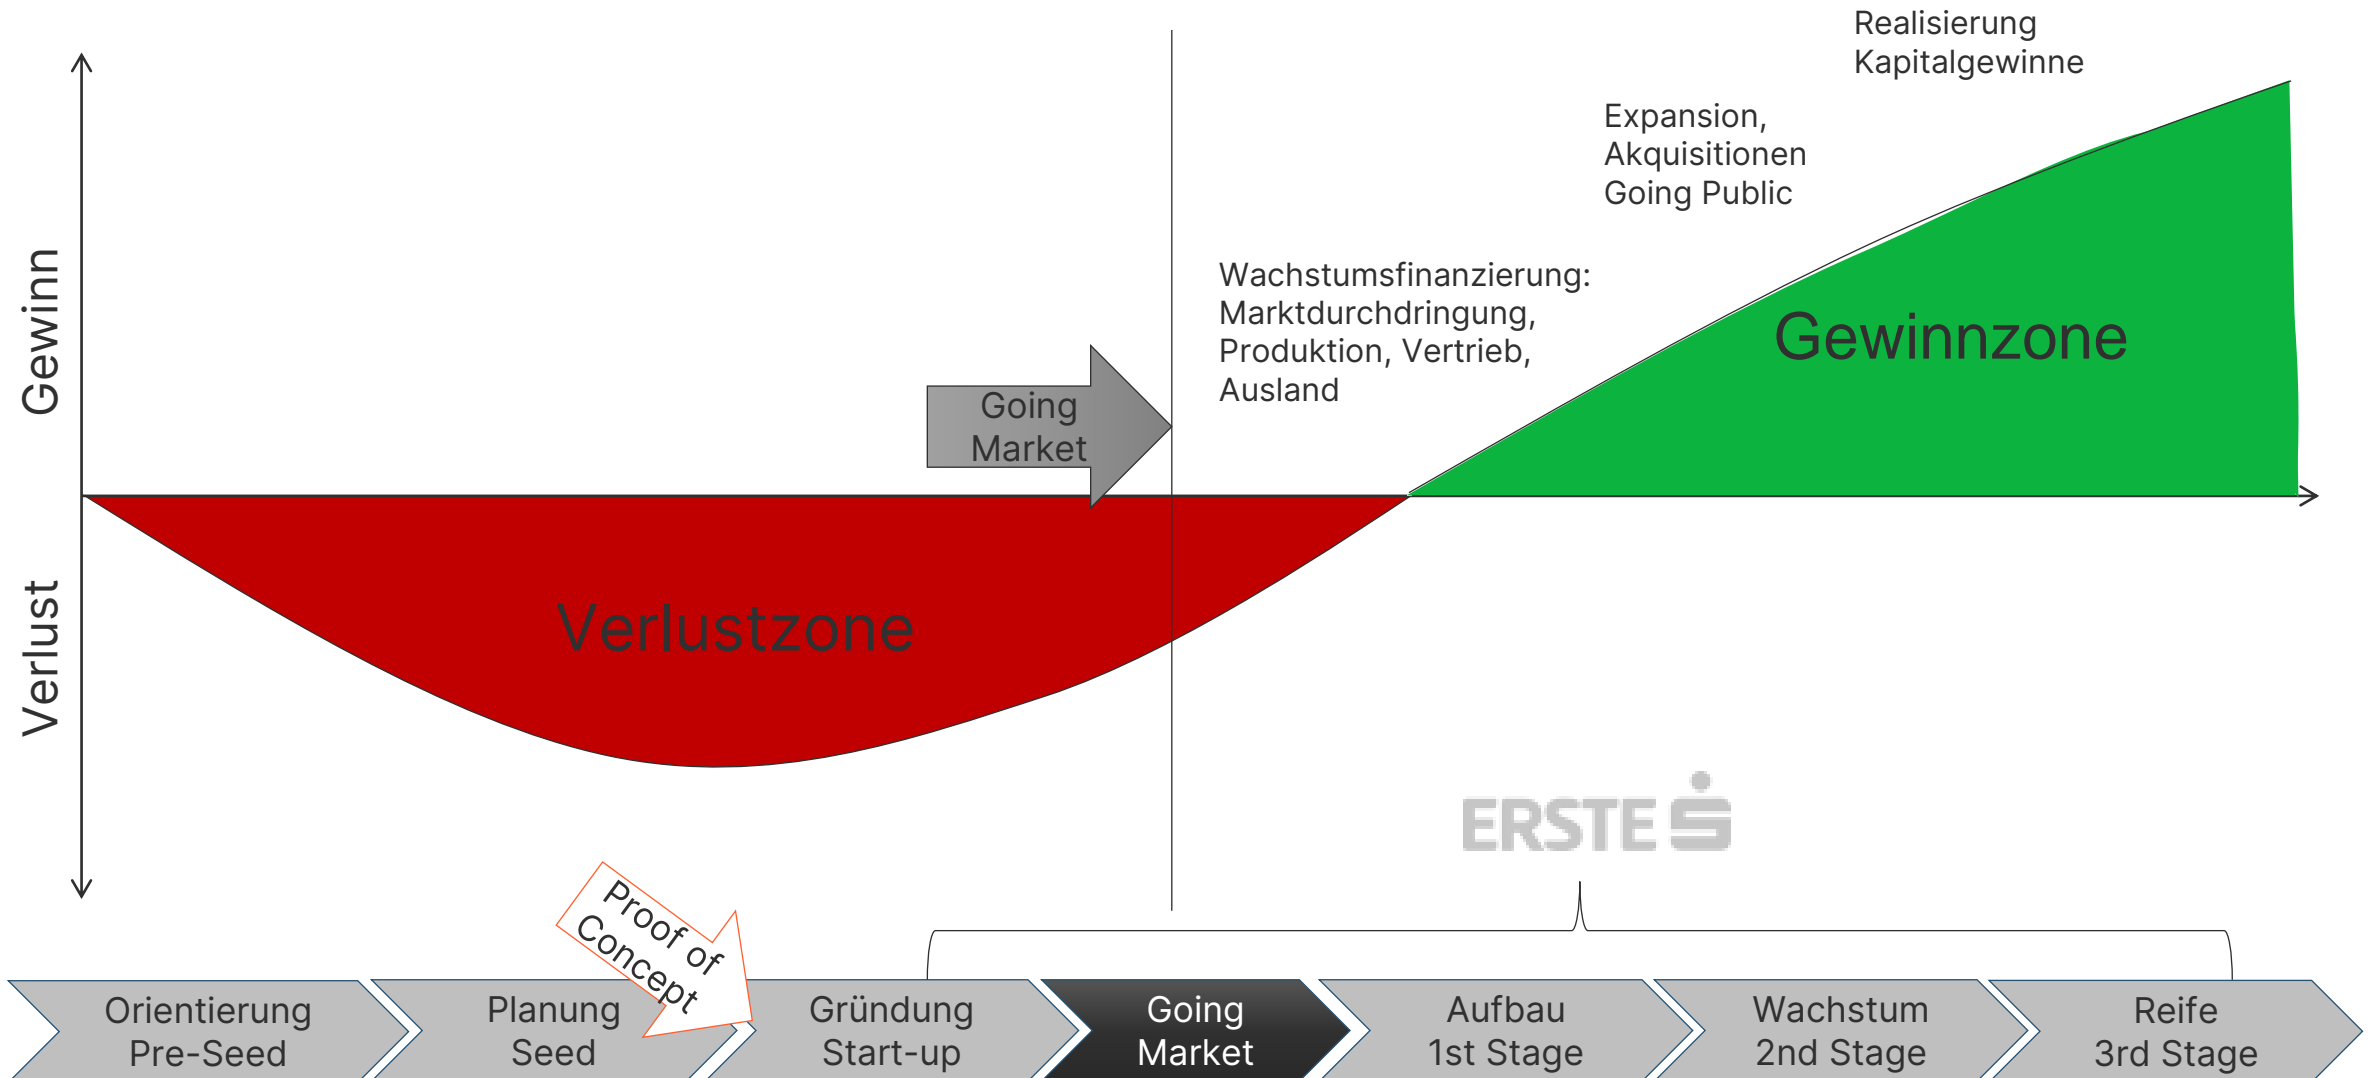 Realisierung
Kapitalgewinne
Expansion,
Akquisitionen
Going Public
Gewinn
Wachstumsfinanzierung:
Marktdurchdringung,
Produktion, Vertrieb,
Ausland
Gewinnzone
Going
Market
Verlust
Verlustzone
ERSTE
Proof of
Concept
Orientierung
Pre-Seed
Planung
Seed
Gründung
Start-up
Going
Market
Aufbau
1st Stage
Wachstum
2nd Stage
Reife
3rd Stage